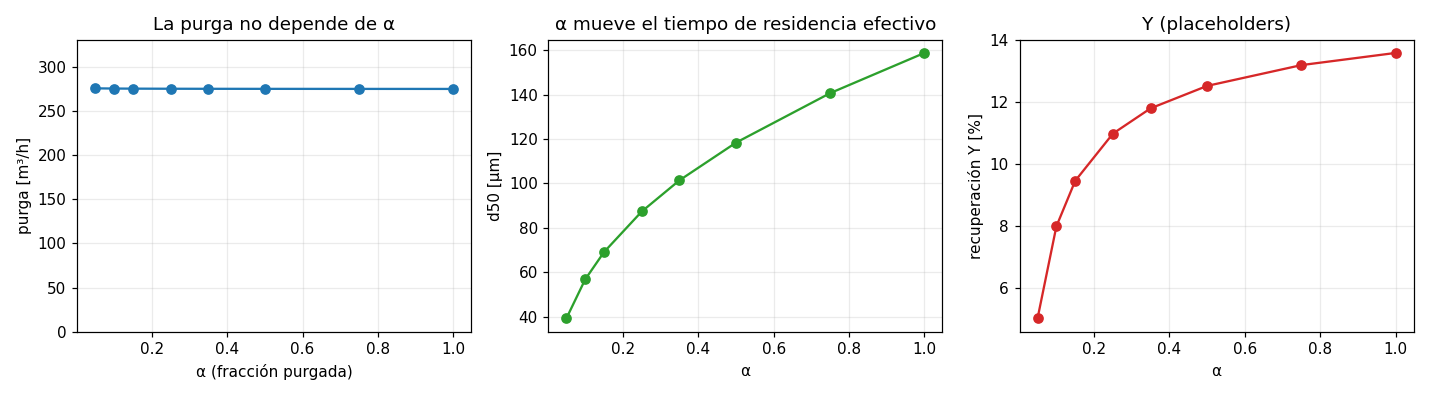 La purga no depende de α
300
250
200
150
100
50
0
purga [m³/h]
0.2 0.4 0.6 0.8 1.0
α (fracción purgada)
α mueve el tiempo de residencia efectivo
160
140
120
100
80
60
40
d50 [µm]
0.2 0.4 0.6 0.8 1.0
α
Y (placeholders)
14
12
10
8
6
recuperación Y [%]
0.2 0.4 0.6 0.8 1.0
α